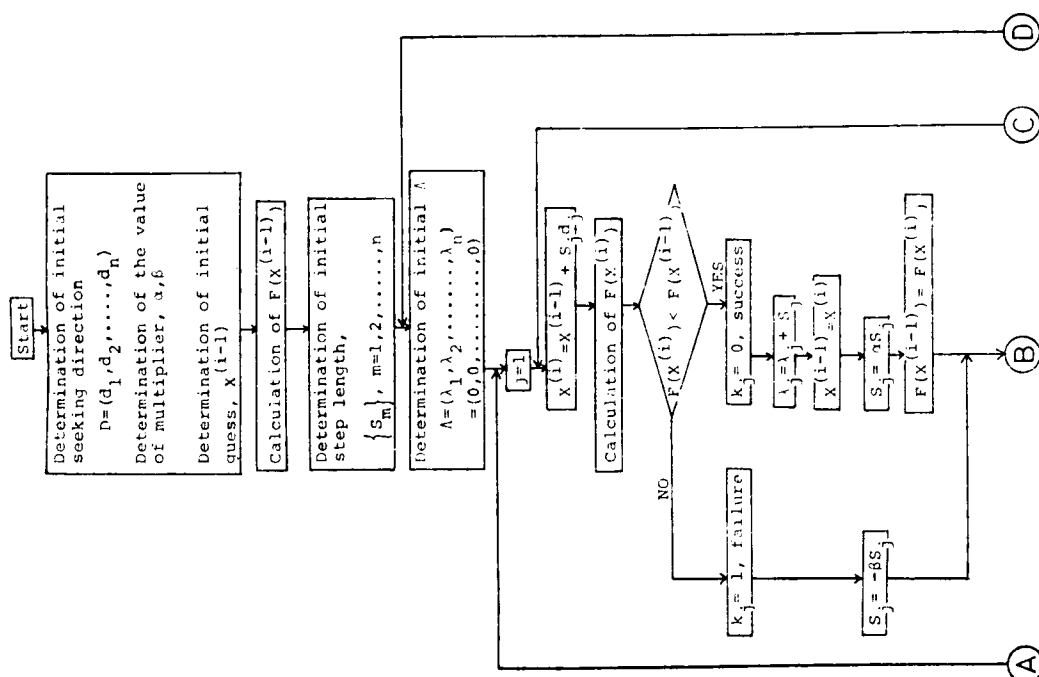 Start
Determination of initial
seeking direction
D=(d₁,d₂,.....,dₙ)
Determination of the value
of multiplier, α,β
Determination of initial
quess, X⁽ⁱ⁻¹⁾
Calculation of F(X⁽ⁱ⁻¹⁾)
Determination of initial
step length,
{Sₘ}, m=1,2,.....,n
Determination of initial Λ
Λ=(λ₁,λ₂,......,λₙ)
=(0,0,.........,0)
j=1
X⁽ⁱ⁾=X⁽ⁱ⁻¹⁾ + Sⱼdⱼ
Calculation of F(X⁽ⁱ⁾)
F(X⁽ⁱ⁾)< F(X⁽ⁱ⁻¹⁾)
NO
YES
kⱼ= 1, failure
kⱼ= 0, success
λⱼ=λⱼ + Sⱼ
X⁽ⁱ⁻¹⁾=X⁽ⁱ⁾
Sⱼ= -βSⱼ
Sⱼ= αSⱼ
F(X⁽ⁱ⁻¹⁾)= F(X⁽ⁱ⁾)
A
B
C
D